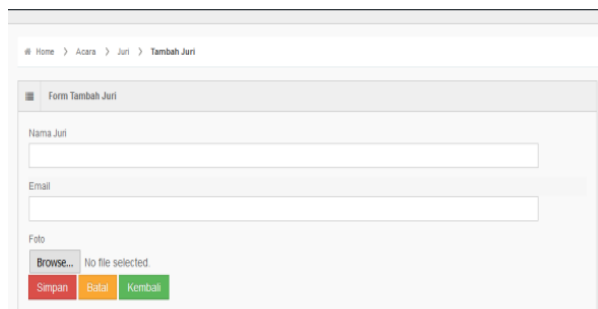 Home > Acara > Juri > Tambah Juri
Form Tambah Juri
Nama Juri
Email
Foto
Browse... No file selected.
Simpan Batal Kembali